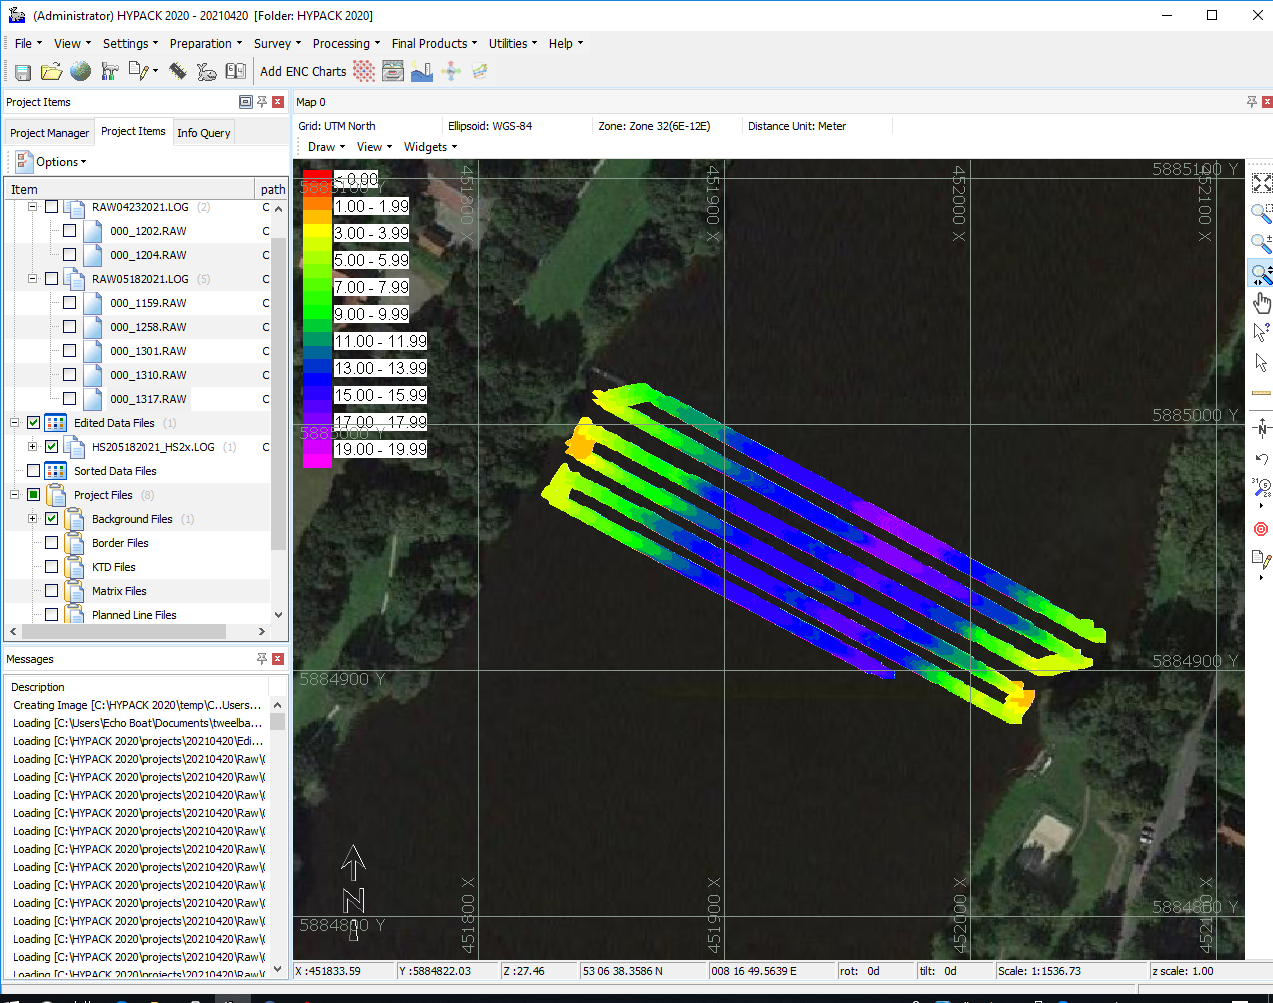 (Administrator) HYPACK 2020 - 20210420 [Folder: HYPACK 2020]
File View Settings Preparation Survey Processing Final Products Utilities Help
Add ENC Charts
Project Items
Project Manager Project Items Info Query
Options
Item path
RAW04232021.LOG (2) C
000_1202.RAW C
000_1204.RAW C
RAW05182021.LOG (5) C
000_1159.RAW C
000_1258.RAW C
000_1301.RAW C
000_1310.RAW C
000_1317.RAW C
Edited Data Files (1)
HS205182021_HS2x.LOG (1) C
Sorted Data Files
Project Files (8)
Background Files (1)
Border Files
KTD Files
Matrix Files
Planned Line Files
Messages
Description
Creating Image [C:\HYPACK 2020\temp\C..Users...
Loading [C:\Users\Echo Boat\Documents\tweelba...
Loading [C:\HYPACK 2020\projects\20210420\Edi...
Loading [C:\HYPACK 2020\projects\20210420\Raw\(
Loading [C:\HYPACK 2020\projects\20210420\Raw\(
Loading [C:\HYPACK 2020\projects\20210420\Raw\(
Loading [C:\HYPACK 2020\projects\20210420\Raw\(
Loading [C:\HYPACK 2020\projects\20210420\Raw\(
Loading [C:\HYPACK 2020\projects\20210420\Raw\(
Loading [C:\HYPACK 2020\projects\20210420\Raw\(
Loading [C:\HYPACK 2020\projects\20210420\Raw\(
Loading [C:\HYPACK 2020\projects\20210420\Raw\(
Loading [C:\HYPACK 2020\projects\20210420\Raw\(
Loading [C:\HYPACK 2020\projects\20210420\Raw\(
Loading [C:\HYPACK 2020\projects\20210420\Raw\(
Loading [C:\HYPACK 2020\projects\20210420\Raw\(
Map 0
Grid: UTM North Ellipsoid: WGS-84 Zone: Zone 32(6E-12E) Distance Unit: Meter
Draw View Widgets
451800 X
451900 X
452000 X
452100 X
5885100 Y
5885100 Y
< 0.00
1.00 - 1.99
3.00 - 3.99
5.00 - 5.99
7.00 - 7.99
9.00 - 9.99
11.00 - 11.99
13.00 - 13.99
15.00 - 15.99
17.00 - 17.99
19.00 - 19.99
5885000 Y
5885000 Y
5884900 Y
5884900 Y
5884800 Y
5884800 Y
N
451800 X
451900 X
452000 X
452100 X
X :451833.59 Y :5884822.03 Z :27.46 53 06 38.3586 N 008 16 49.5639 E rot: 0d tilt: 0d Scale: 1:1536.73 z scale: 1.00